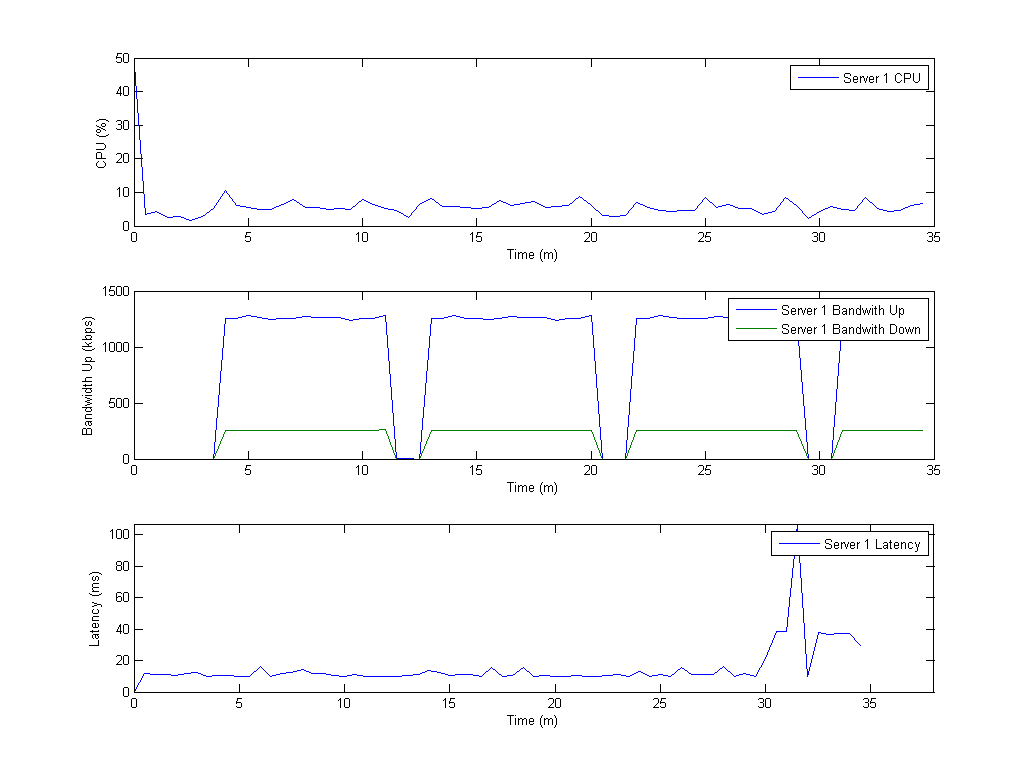 50
40
30
20
10
0
CPU (%)
Server 1 CPU
0 5 10 15 20 25 30 35
Time (m)
1500
1000
500
0
Bandwidth Up (kbps)
Server 1 Bandwith Up
Server 1 Bandwith Down
0 5 10 15 20 25 30 35
Time (m)
100
80
60
40
20
0
Latency (ms)
Server 1 Latency
0 5 10 15 20 25 30 35
Time (m)